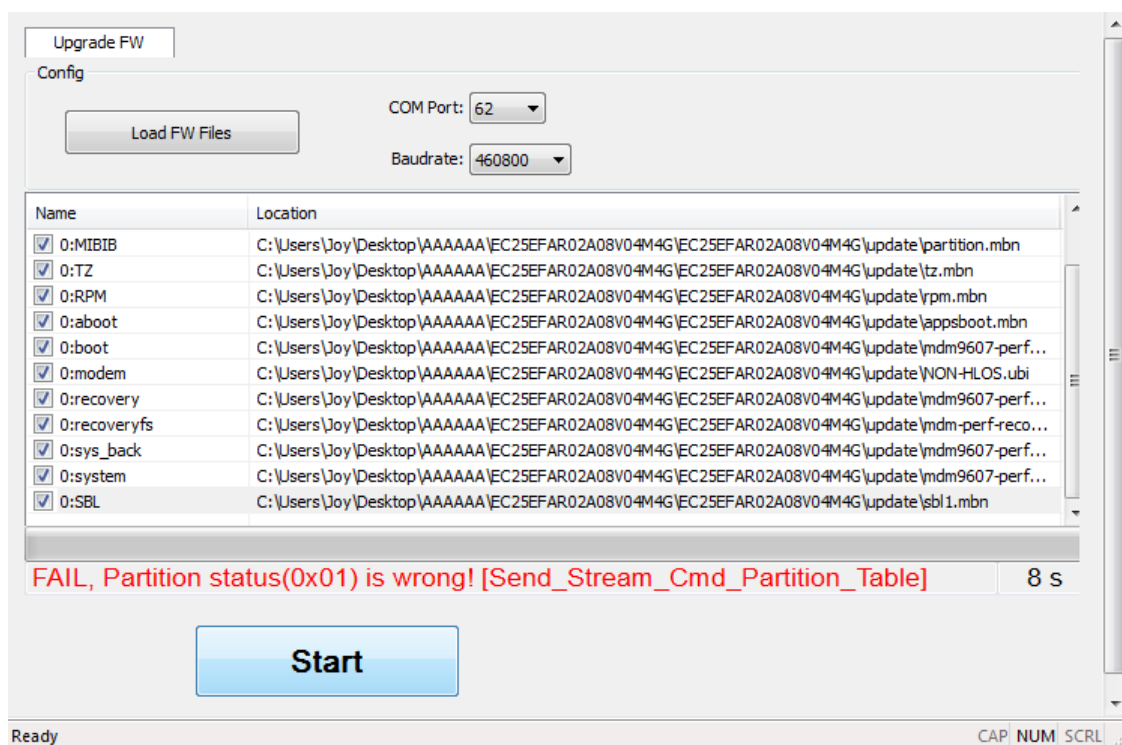 Upgrade FW
Config
Load FW Files
COM Port: 62
Baudrate: 460800
Name Location
0:MIBIB C:\Users\Joy\Desktop\AAAAAA\EC25EFAR02A08V04M4G\EC25EFAR02A08V04M4G\update\partition.mbn
0:TZ C:\Users\Joy\Desktop\AAAAAA\EC25EFAR02A08V04M4G\EC25EFAR02A08V04M4G\update\tz.mbn
0:RPM C:\Users\Joy\Desktop\AAAAAA\EC25EFAR02A08V04M4G\EC25EFAR02A08V04M4G\update\rpm.mbn
0:aboot C:\Users\Joy\Desktop\AAAAAA\EC25EFAR02A08V04M4G\EC25EFAR02A08V04M4G\update\appsboot.mbn
0:boot C:\Users\Joy\Desktop\AAAAAA\EC25EFAR02A08V04M4G\EC25EFAR02A08V04M4G\update\mdm9607-perf...
0:modem C:\Users\Joy\Desktop\AAAAAA\EC25EFAR02A08V04M4G\EC25EFAR02A08V04M4G\update\NON-HLOS.ubi
0:recovery C:\Users\Joy\Desktop\AAAAAA\EC25EFAR02A08V04M4G\EC25EFAR02A08V04M4G\update\mdm9607-perf...
0:recoveryfs C:\Users\Joy\Desktop\AAAAAA\EC25EFAR02A08V04M4G\EC25EFAR02A08V04M4G\update\mdm-perf-reco...
0:sys_back C:\Users\Joy\Desktop\AAAAAA\EC25EFAR02A08V04M4G\EC25EFAR02A08V04M4G\update\mdm9607-perf...
0:system C:\Users\Joy\Desktop\AAAAAA\EC25EFAR02A08V04M4G\EC25EFAR02A08V04M4G\update\mdm9607-perf...
0:SBL C:\Users\Joy\Desktop\AAAAAA\EC25EFAR02A08V04M4G\EC25EFAR02A08V04M4G\update\sbl1.mbn
FAIL, Partition status(0x01) is wrong! [Send_Stream_Cmd_Partition_Table] 8 s
Start
Ready CAP NUM SCRL